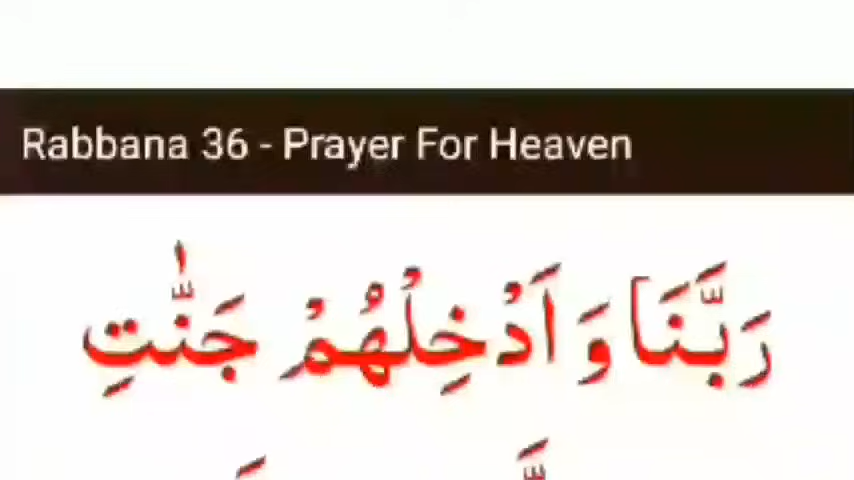 Rabbana 36 - Prayer For Heaven
رَبَّنَا وَ اَدْخِلْهُمْ جَنّٰتِ